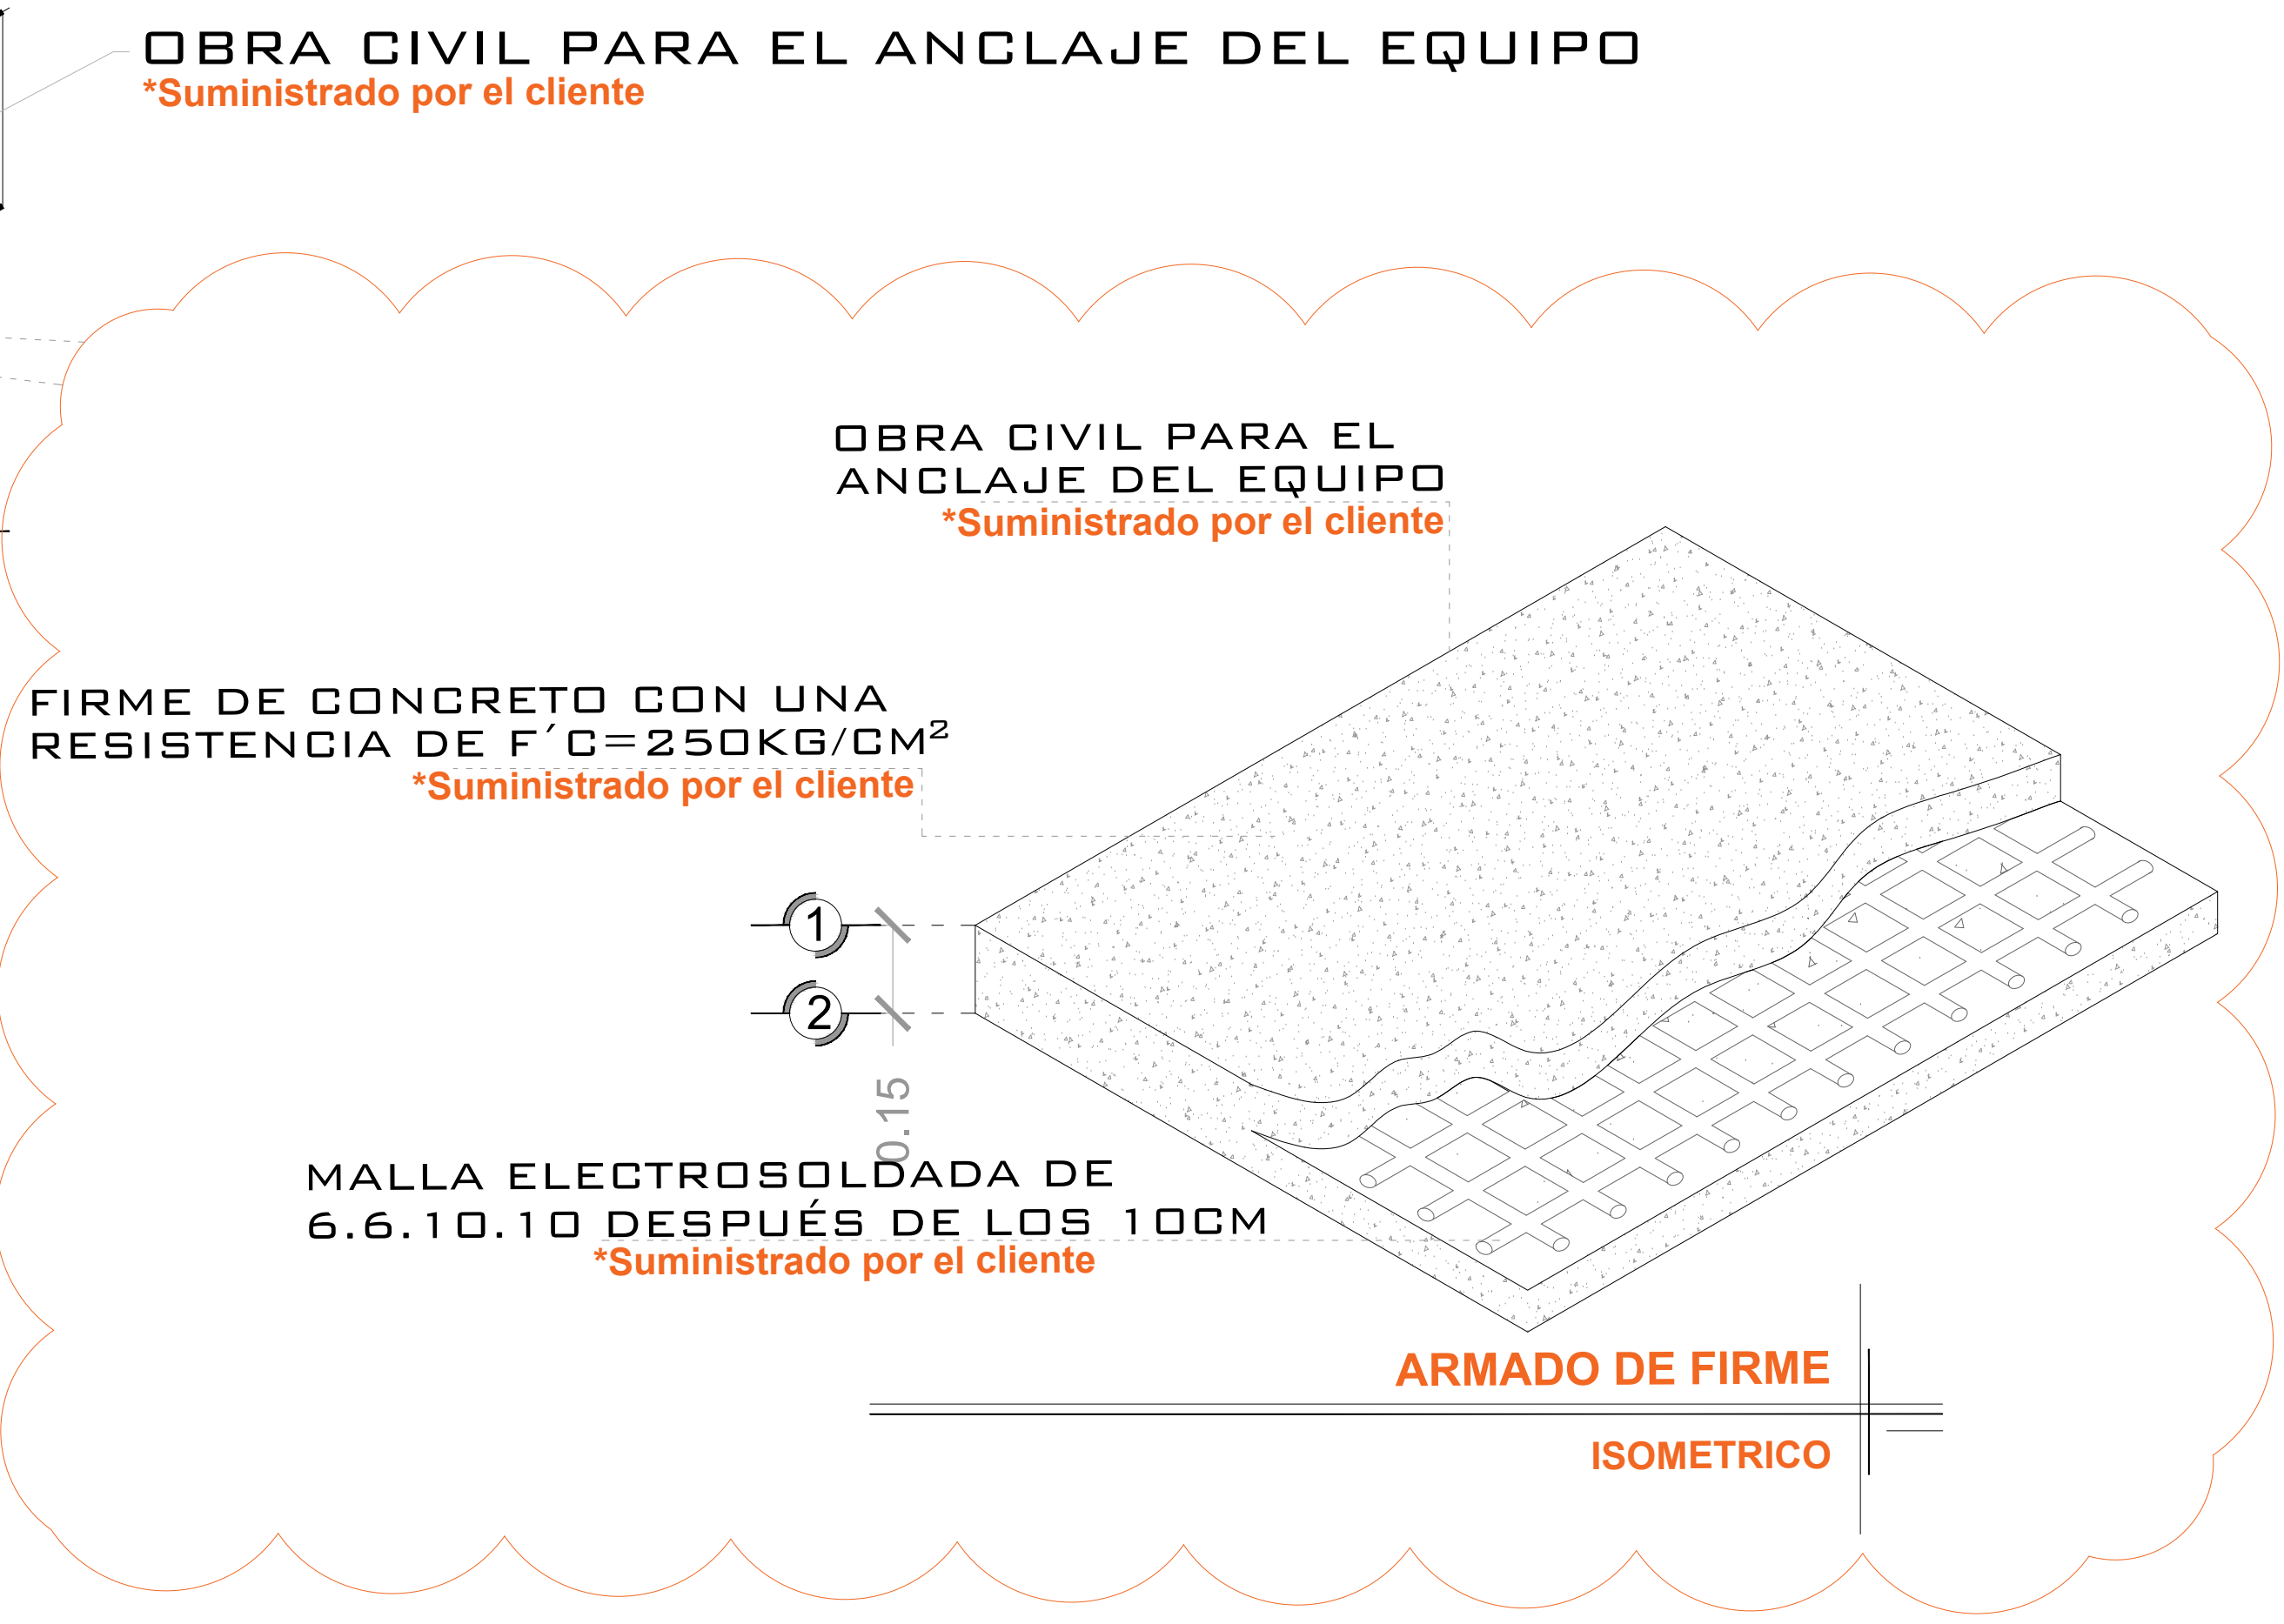 OBRA CIVIL PARA EL ANCLAJE DEL EQUIPO
*Suministrado por el cliente
OBRA CIVIL PARA EL
ANCLAJE DEL EQUIPO
*Suministrado por el cliente
FIRME DE CONCRETO CON UNA
RESISTENCIA DE F´C=250KG/CM²
*Suministrado por el cliente
1
2
0.15
MALLA ELECTROSOLDADA DE
6.6.10.10 DESPUÉS DE LOS 10CM
*Suministrado por el cliente
ARMADO DE FIRME
ISOMETRICO